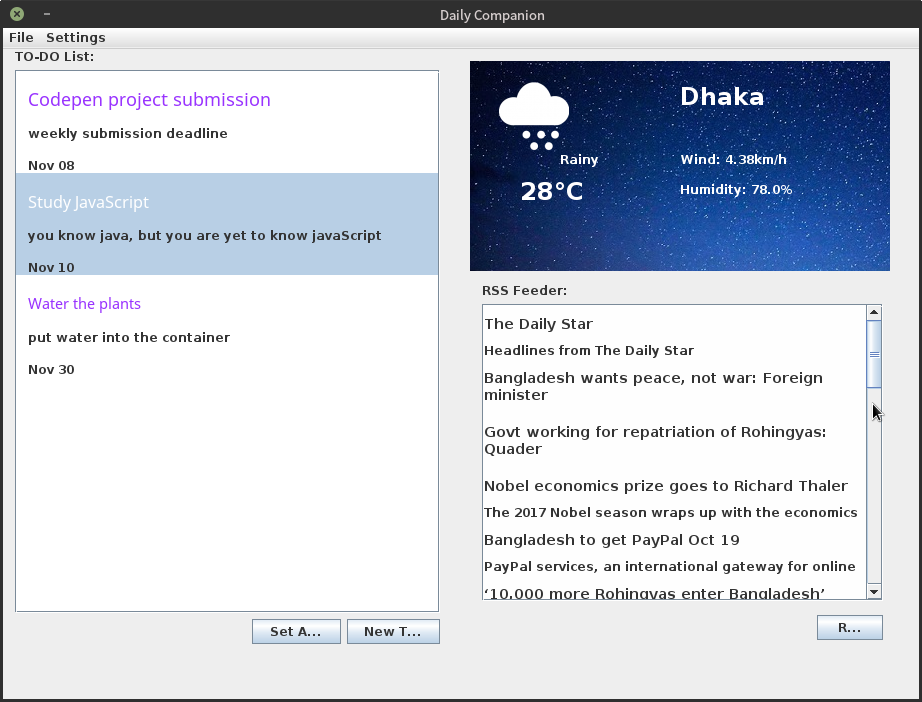 Daily Companion
File Settings
TO-DO List:
Codepen project submission
weekly submission deadline
Nov 08
Study JavaScript
you know java, but you are yet to know javaScript
Nov 10
Water the plants
put water into the container
Nov 30
Set A...
New T...
Dhaka
Rainy
28°C
Wind: 4.38km/h
Humidity: 78.0%
RSS Feeder:
The Daily Star
Headlines from The Daily Star
Bangladesh wants peace, not war: Foreign
minister
Govt working for repatriation of Rohingyas:
Quader
Nobel economics prize goes to Richard Thaler
The 2017 Nobel season wraps up with the economics
Bangladesh to get PayPal Oct 19
PayPal services, an international gateway for online
‘10,000 more Rohingyas enter Bangladesh’
R...